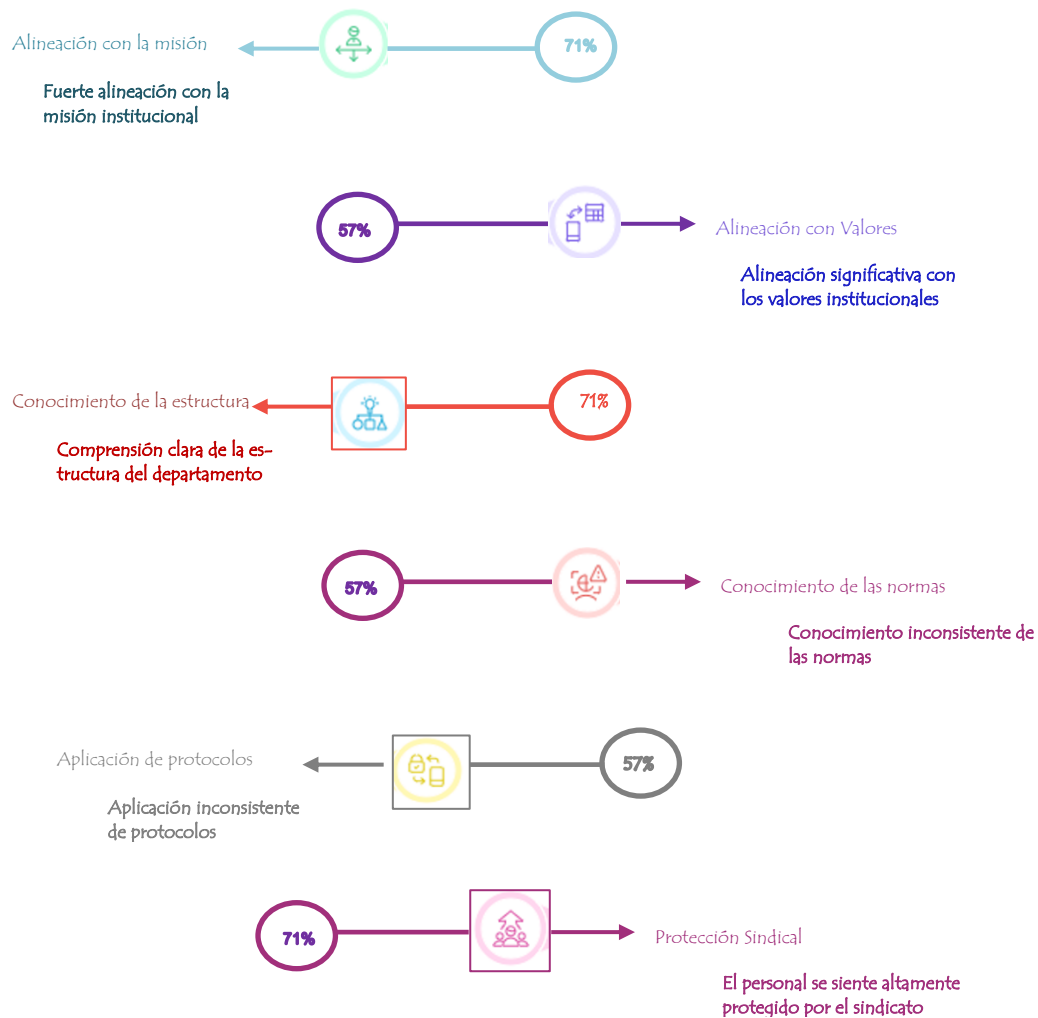 Alineación con la misión
71%
Fuerte alineación con la
misión institucional
57%
Alineación con Valores
Alineación significativa con
los valores institucionales
Conocimiento de la estructura
71%
Comprensión clara de la es-
tructura del departamento
57%
Conocimiento de las normas
Conocimiento inconsistente de
las normas
Aplicación de protocolos
57%
Aplicación inconsistente
de protocolos
71%
Protección Sindical
El personal se siente altamente
protegido por el sindicato